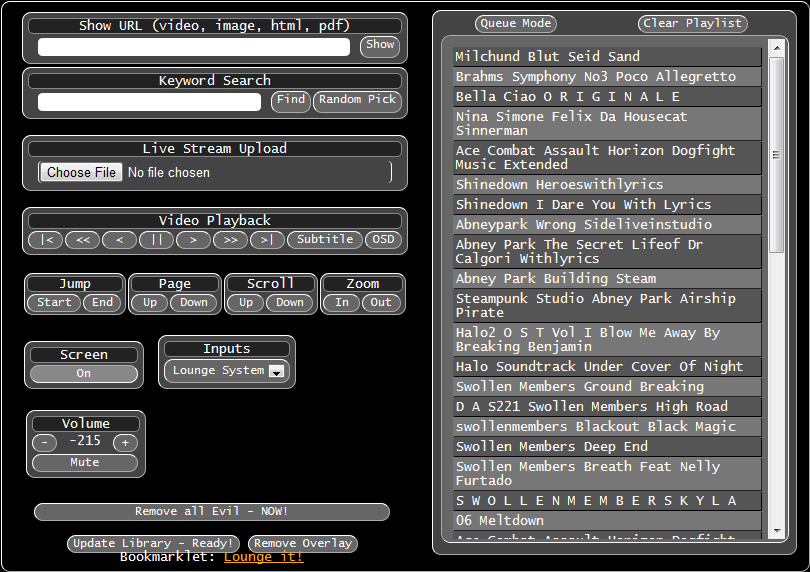 Show URL (video, image, html, pdf)
Show
Keyword Search
Find Random Pick
Live Stream Upload
Choose File No file chosen
Video Playback
|< << < || > >> >| Subtitle OSD
Jump Page Scroll Zoom
Start End Up Down Up Down In Out
Screen
On
Inputs
Lounge System
Volume
- -215 +
Mute
Remove all Evil - NOW!
Update Library - Ready! Remove Overlay
Bookmarklet: Lounge it!
Queue Mode Clear Playlist
Milchund Blut Seid Sand
Brahms Symphony No3 Poco Allegretto
Bella Ciao O R I G I N A L E
Nina Simone Felix Da Housecat
Sinnerman
Ace Combat Assault Horizon Dogfight
Music Extended
Shinedown Heroeswithlyrics
Shinedown I Dare You With Lyrics
Abneypark Wrong Sideliveinstudio
Abney Park The Secret Lifeof Dr
Calgori Withlyrics
Abney Park Building Steam
Steampunk Studio Abney Park Airship
Pirate
Halo2 O S T Vol I Blow Me Away By
Breaking Benjamin
Halo Soundtrack Under Cover Of Night
Swollen Members Ground Breaking
D A S221 Swollen Members High Road
swollenmembers Blackout Black Magic
Swollen Members Deep End
Swollen Members Breath Feat Nelly
Furtado
S W O L L E N M E M B E R S K Y L A
06 Meltdown
Ace Combat Assault Horizon Dogfight